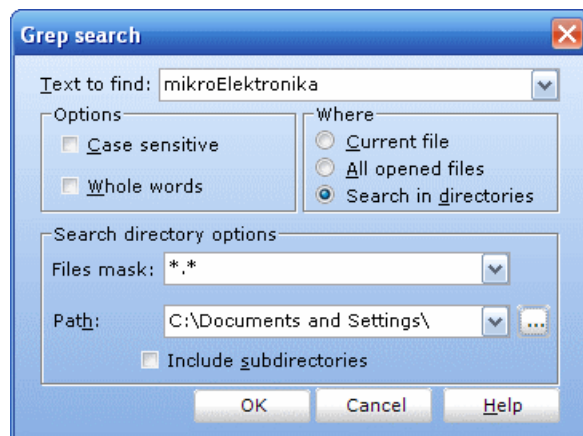 Grep search
Text to find: mikroElektronika
Options
Where
Case sensitive
Current file
All opened files
Whole words
Search in directories
Search directory options
Files mask: *.*
Path: C:\Documents and Settings\ ...
Include subdirectories
OK Cancel Help